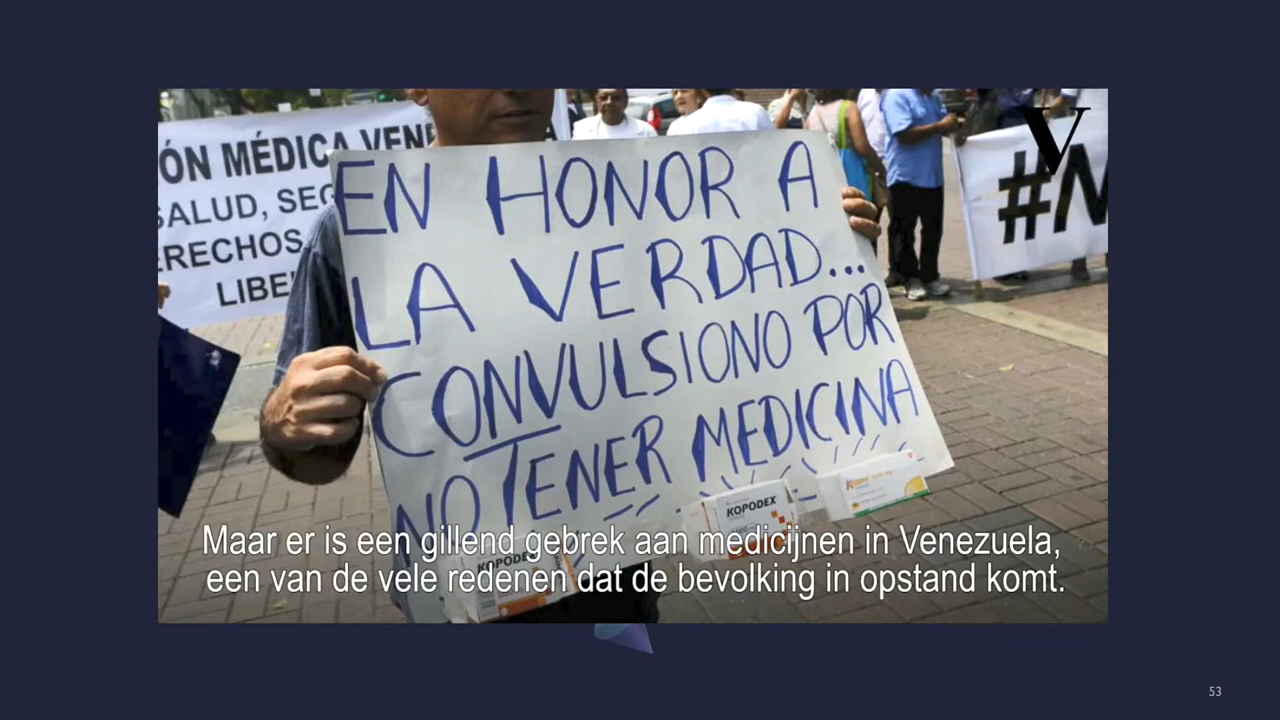 ÓN MÉDICA VEN
SALUD, SEG
ERECHOS
LIBE
EN HONOR A
LA VERDAD...
CONVULSIONO POR
NO TENER MEDICINA
V
#M
KOPODEX
KOPODEX
Maar er is een gillend gebrek aan medicijnen in Venezuela,
een van de vele redenen dat de bevolking in opstand komt.
53